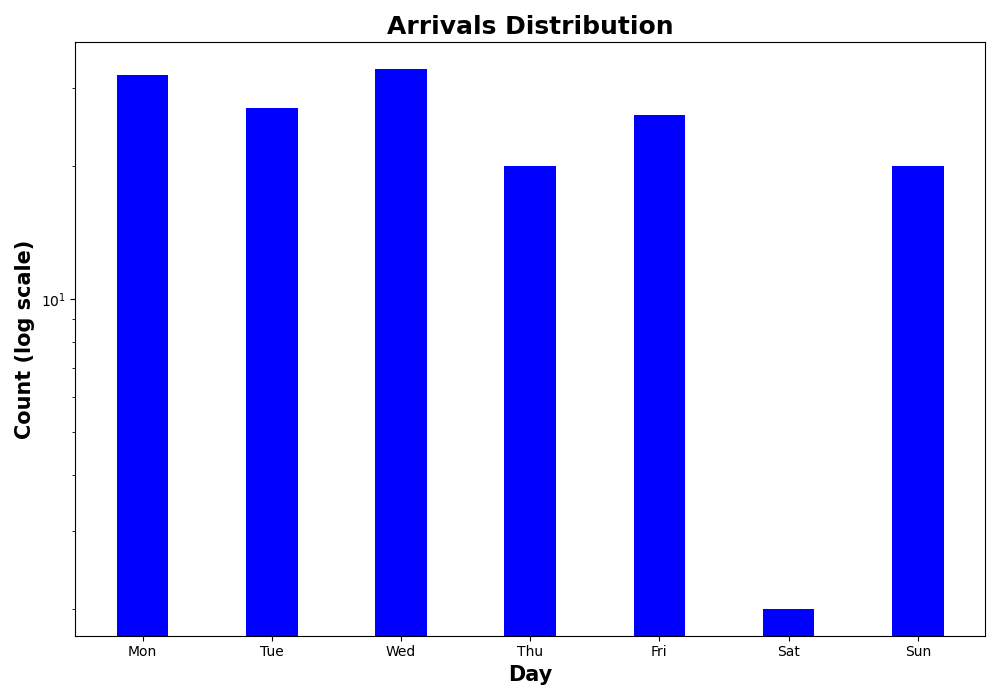 Arrivals Distribution
Count (log scale)
10¹
Mon Tue Wed Thu Fri Sat Sun
Day